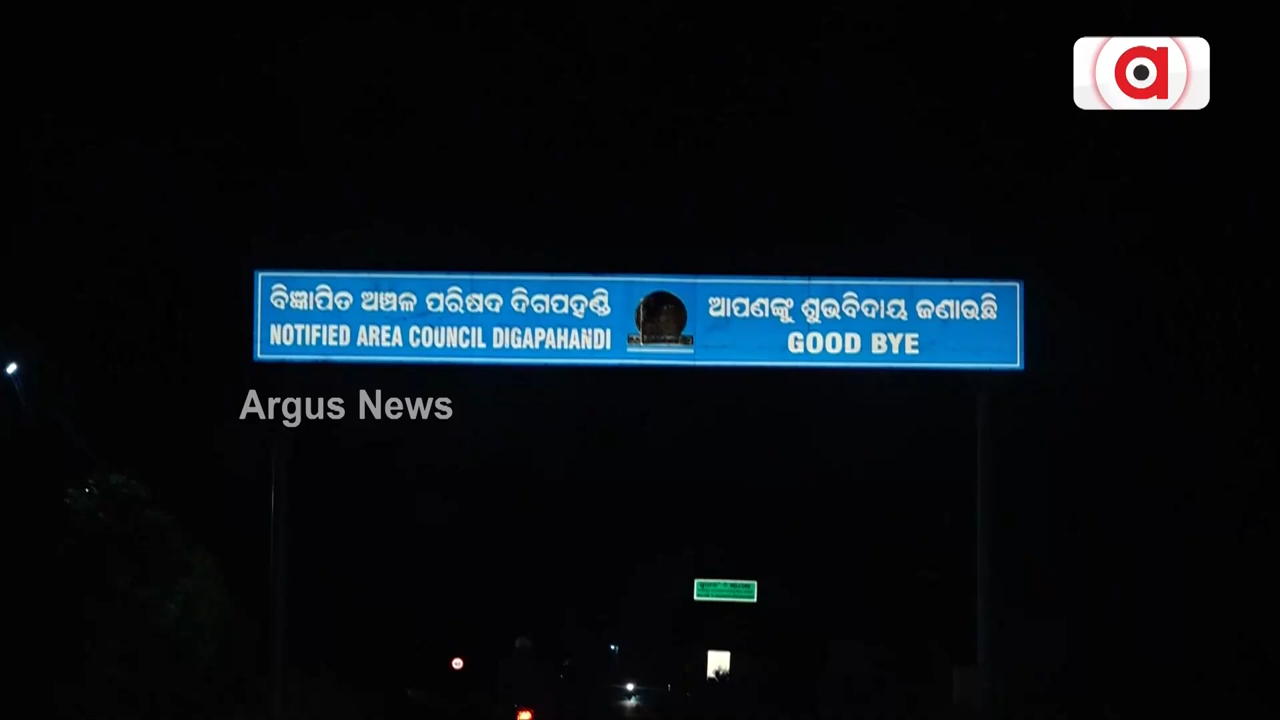 ବିଜ୍ଞାପିତ ଅଞ୍ଚଳ ପରିଷଦ ଦିଗପହଣ୍ଡି
NOTIFIED AREA COUNCIL DIGAPAHANDI
ଆପଣଙ୍କୁ ଶୁଭବିଦାୟ ଜଣାଉଛି
GOOD BYE
Argus News